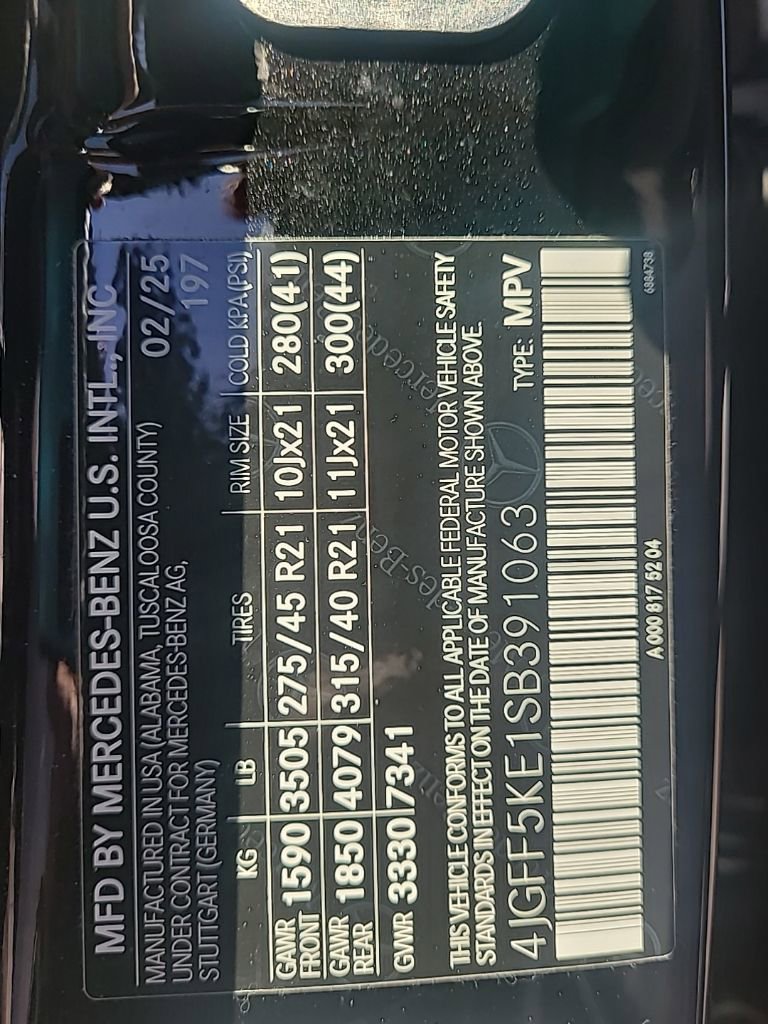 MFD BY MERCEDES-BENZ U.S. INTL., INC
MANUFACTURED IN USA (ALABAMA, TUSCALOOSA COUNTY) 02/25
UNDER CONTRACT FOR MERCEDES-BENZ AG, 197
STUTTGART (GERMANY)
KG LB TIRES RIM SIZE COLD KPA(PSI)
GAWR FRONT 1590 3505 275/45 R21 10Jx21 280(41)
GAWR REAR 1850 4079 315/40 R21 11Jx21 300(44)
GVWR 3330 7341
THIS VEHICLE CONFORMS TO ALL APPLICABLE FEDERAL MOTOR VEHICLE SAFETY
STANDARDS IN EFFECT ON THE DATE OF MANUFACTURE SHOWN ABOVE.
4JGFF5KE1SB391063 TYPE: MPV
A 000 817 52 04
6884738